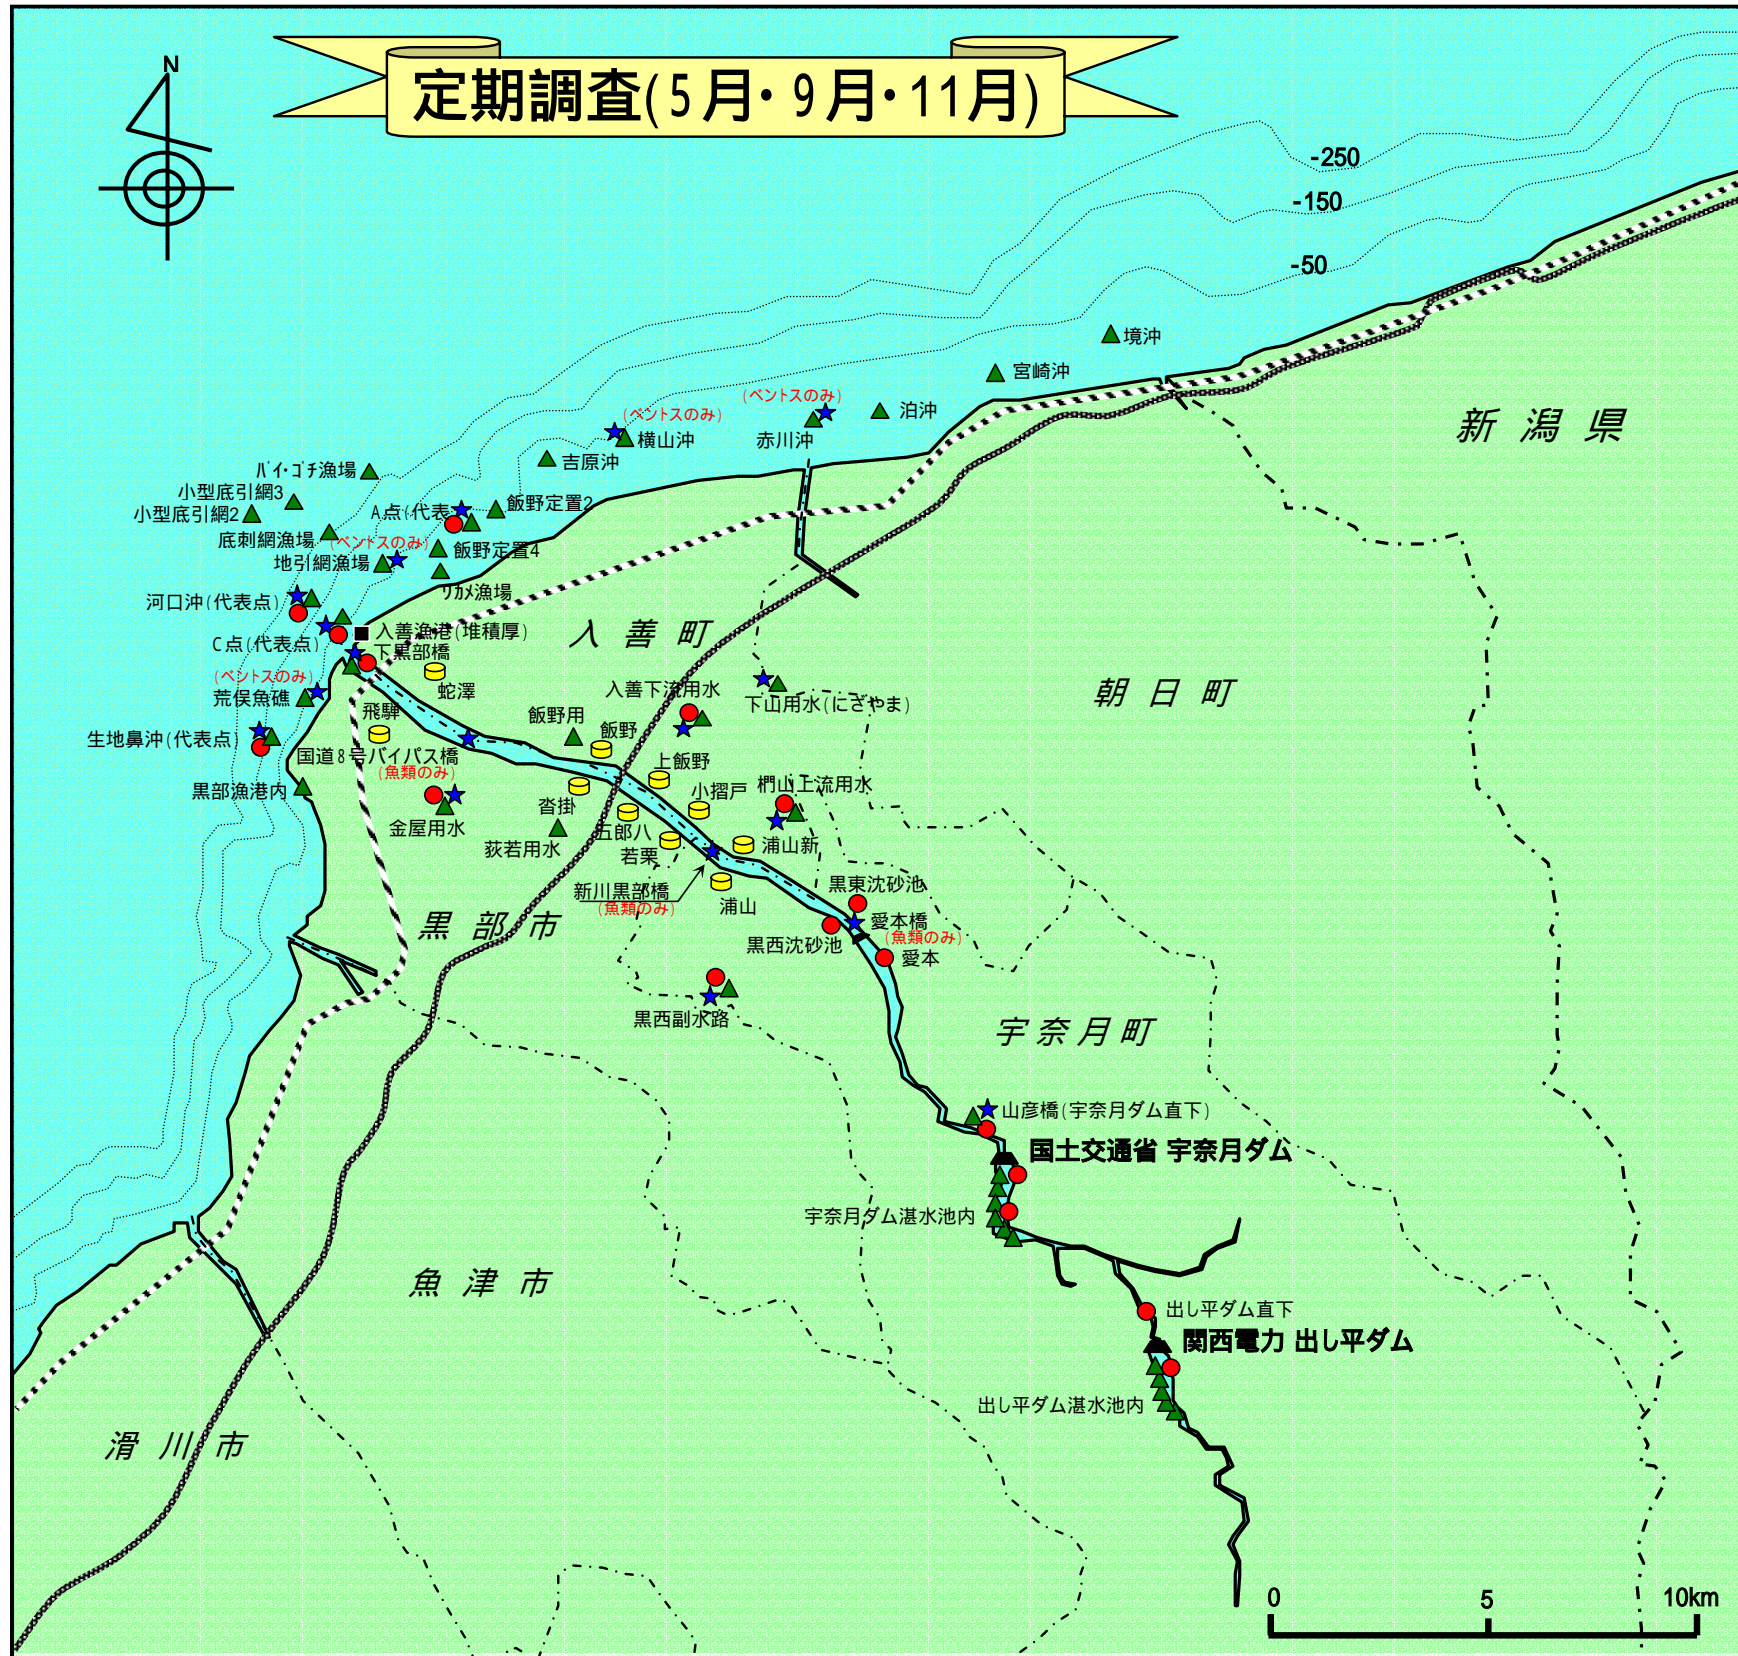 定期調査(5月・9月・11月)
N
-250
-150
-50
境沖
宮崎沖
(ベントスのみ)
泊沖
赤川沖
(ベントスのみ)
横山沖
吉原沖
新潟県
バイ・ゴチ漁場
小型底引網3
小型底引網2
A点(代表
飯野定置2
底刺網漁場
(ベントスのみ)
飯野定置4
地引網漁場
ワカメ漁場
河口沖(代表点)
C点(代表点)
入善漁港(堆積厚)
下黒部橋
入善町
(ベントスのみ)
荒俣魚礁
蛇澤
朝日町
入善下流用水
下山用水(にざやま)
飛騨
飯野用
飯野
生地鼻沖(代表点)
国道8号バイパス橋
(魚類のみ)
上飯野
黒部漁港内
小摺戸
椚山上流用水
沓掛
金屋用水
五郎八
荻若用水
若栗
浦山新
新川黒部橋
(魚類のみ)
浦山
黒東沈砂池
黒部市
愛本橋
(魚類のみ)
黒西沈砂池
愛本
黒西副水路
宇奈月町
山彦橋(宇奈月ダム直下)
国土交通省 宇奈月ダム
宇奈月ダム湛水池内
魚津市
出し平ダム直下
関西電力 出し平ダム
出し平ダム湛水池内
滑川市
0
5
10km